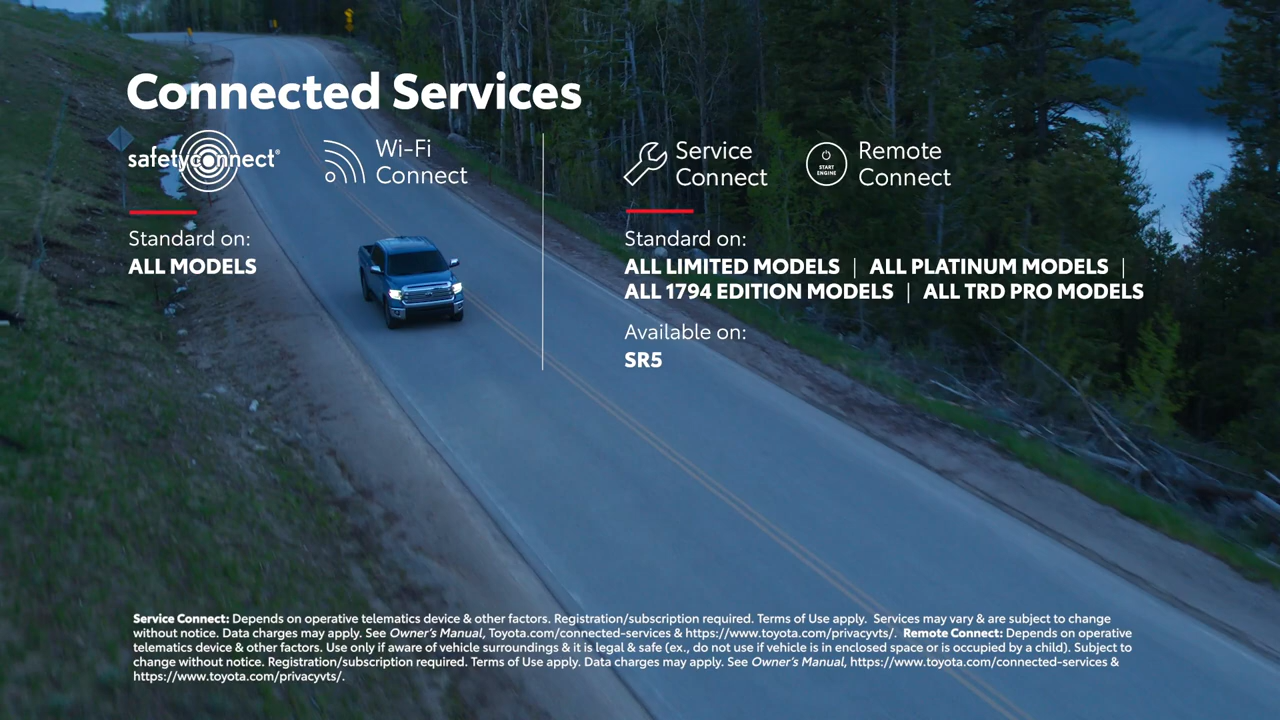 Connected Services
safetyconnect®
Wi-Fi
Connect
Standard on:
ALL MODELS
Service
Connect
START
ENGINE
Remote
Connect
Standard on:
ALL LIMITED MODELS | ALL PLATINUM MODELS |
ALL 1794 EDITION MODELS | ALL TRD PRO MODELS
Available on:
SR5
Service Connect: Depends on operative telematics device & other factors. Registration/subscription required. Terms of Use apply.  Services may vary & are subject to change
without notice. Data charges may apply. See Owner's Manual, Toyota.com/connected-services & https://www.toyota.com/privacyvts/.  Remote Connect: Depends on operative
telematics device & other factors. Use only if aware of vehicle surroundings & it is legal & safe (ex., do not use if vehicle is in enclosed space or is occupied by a child). Subject to
change without notice. Registration/subscription required. Terms of Use apply. Data charges may apply. See Owner's Manual, https://www.toyota.com/connected-services &
https://www.toyota.com/privacyvts/.